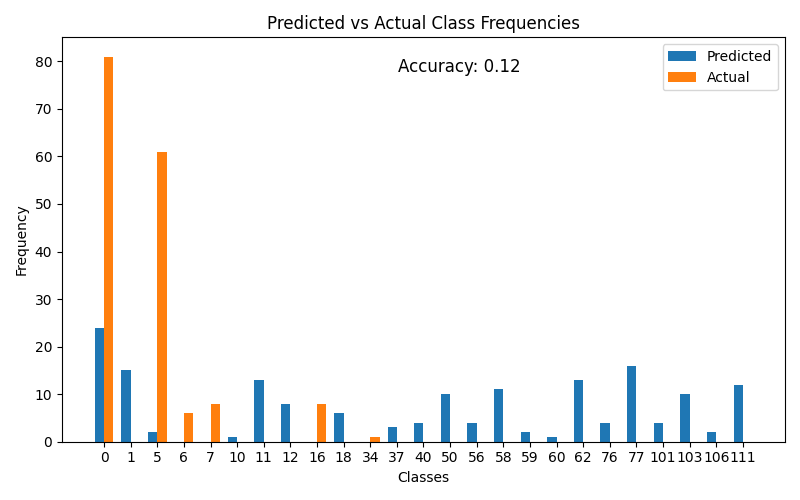 Predicted vs Actual Class Frequencies
Accuracy: 0.12
Predicted
Actual
Frequency
80
70
60
50
40
30
20
10
0
0 1 5 6 7 10 11 12 16 18 34 37 40 50 56 58 59 60 62 76 77 101 103 106 111
Classes